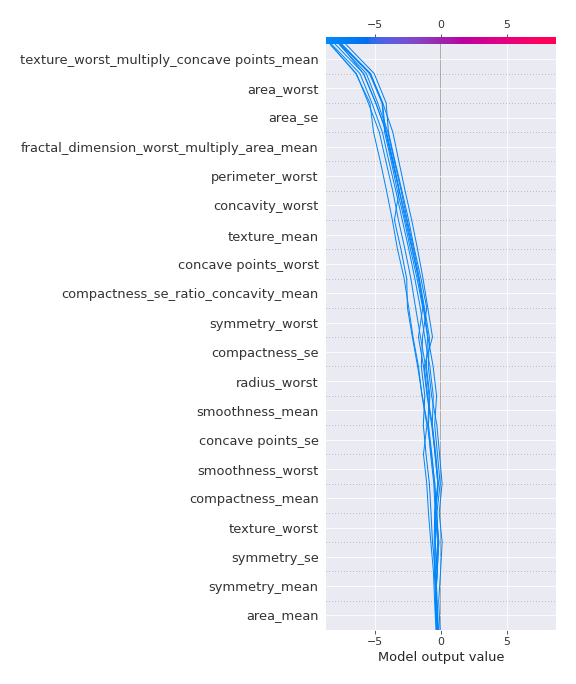 −5 0 5
texture_worst_multiply_concave points_mean
area_worst
area_se
fractal_dimension_worst_multiply_area_mean
perimeter_worst
concavity_worst
texture_mean
concave points_worst
compactness_se_ratio_concavity_mean
symmetry_worst
compactness_se
radius_worst
smoothness_mean
concave points_se
smoothness_worst
compactness_mean
texture_worst
symmetry_se
symmetry_mean
area_mean
−5 0 5
Model output value